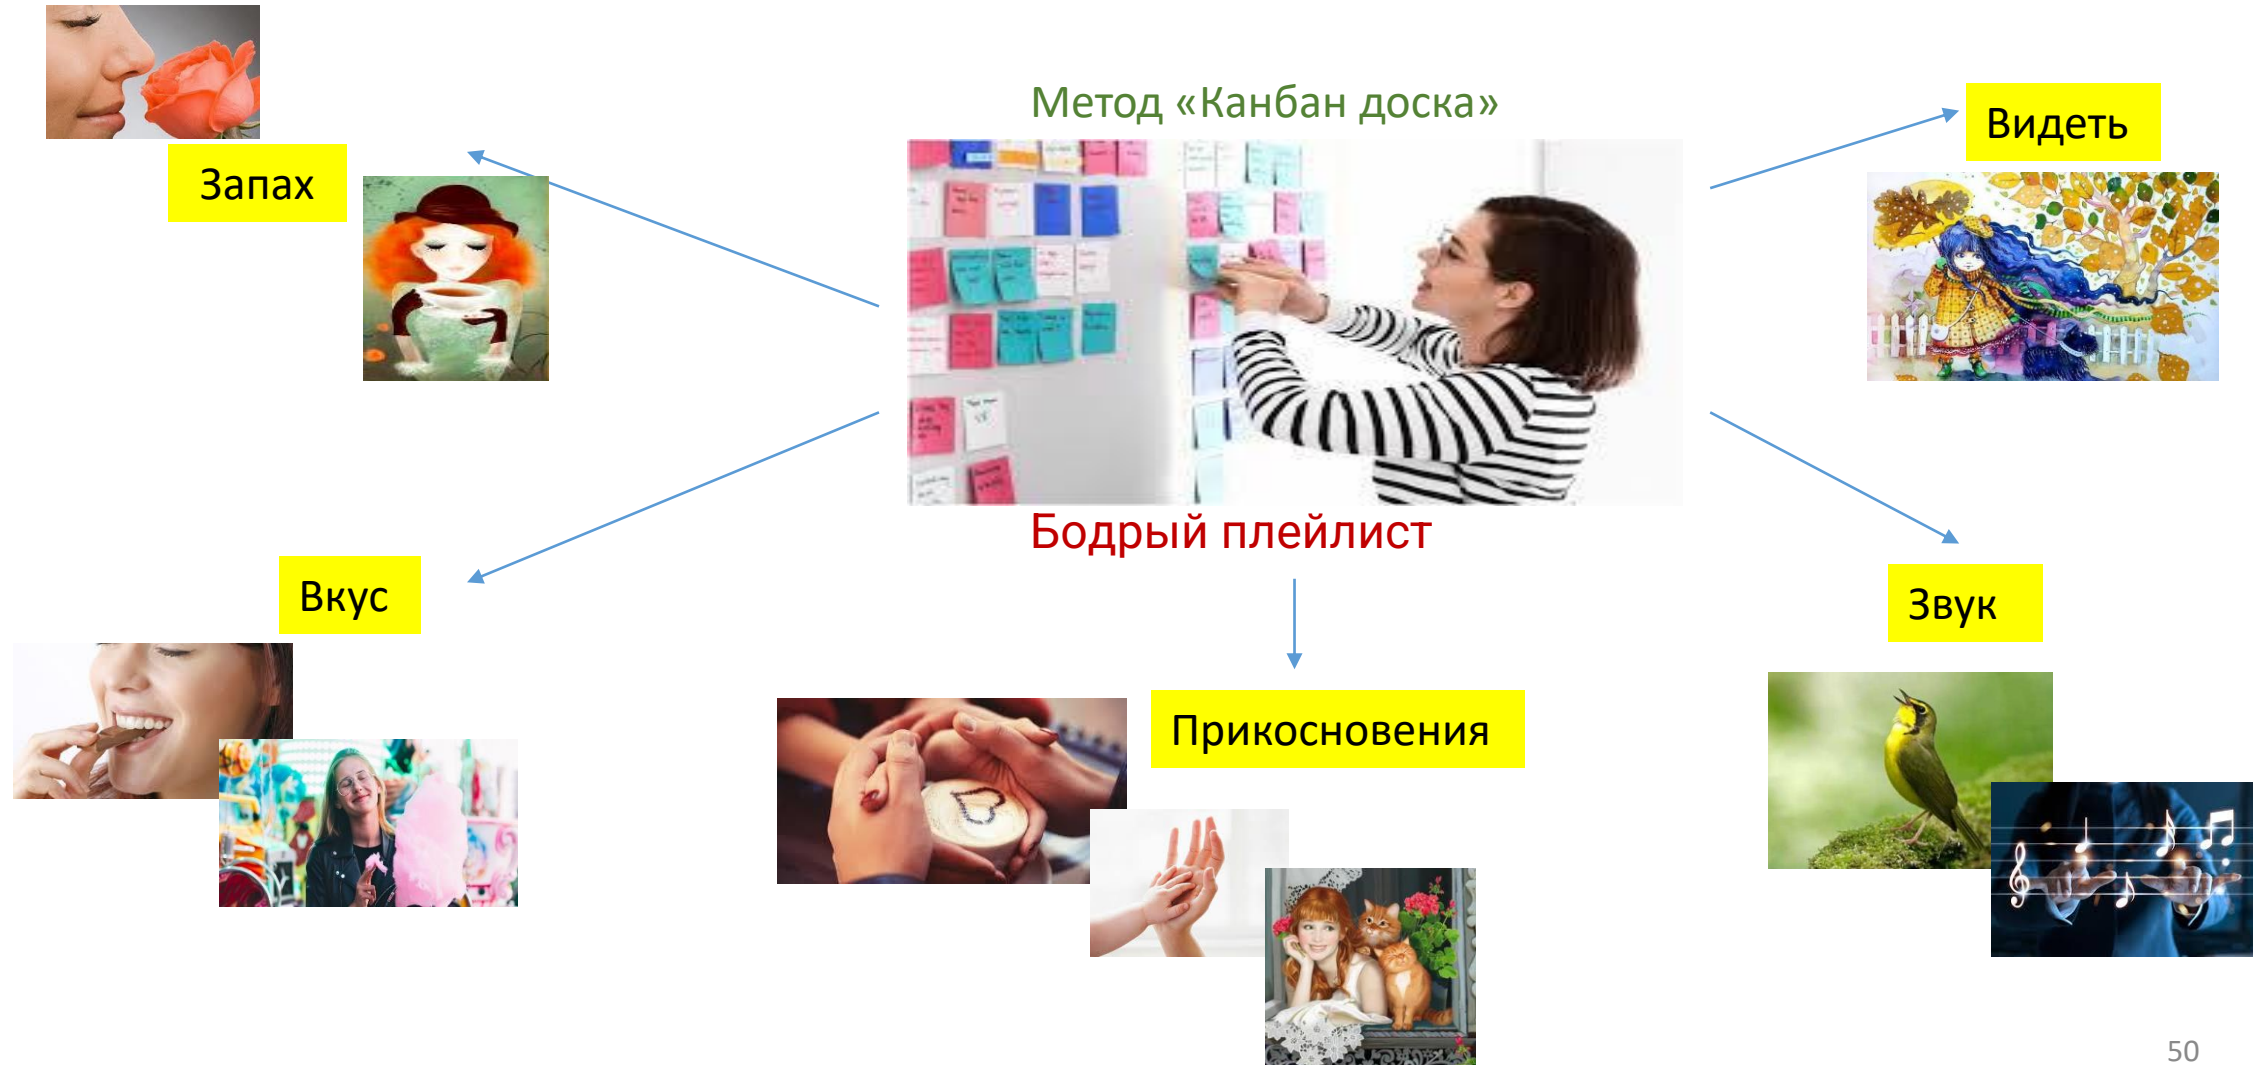 Метод «Канбан доска»
Видеть
Запах
Бодрый плейлист
Вкус
Звук
Прикосновения
50